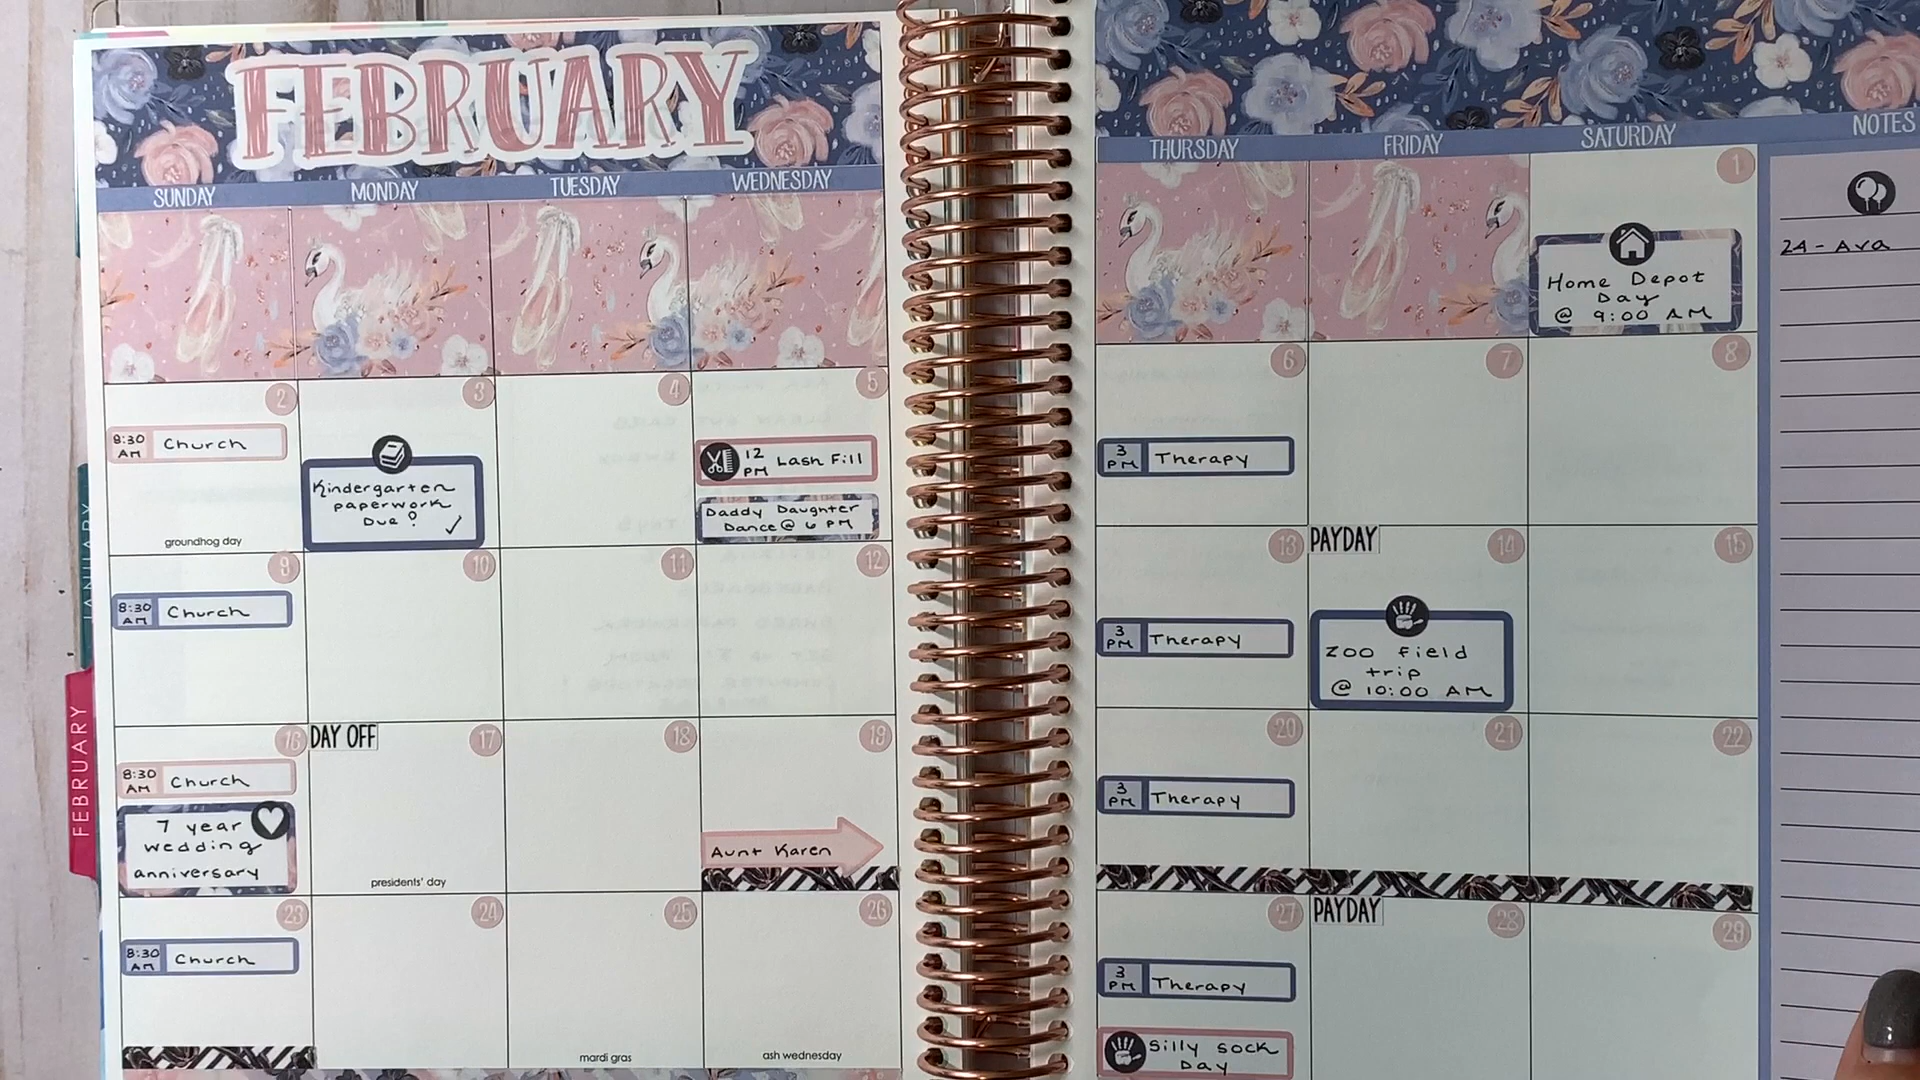 FEBRUARY
SUNDAY
MONDAY
TUESDAY
WEDNESDAY
THURSDAY
FRIDAY
SATURDAY
NOTES
1
Home Depot
Day
@ 9:00 AM
24 - Ava
2
8:30
AM
Church
groundhog day
3
Kindergarten
paperwork
Due!
4
5
12
PM
Lash Fill
Daddy Daughter
Dance @ 6 PM
6
3
PM
Therapy
7
8
9
8:30
AM
Church
10
11
12
13
3
PM
Therapy
PAYDAY
14
Zoo Field
trip
@ 10:00 AM
15
16
8:30
AM
Church
7 year
wedding
anniversary
DAY OFF
17
presidents' day
18
19
Aunt Karen
20
3
PM
Therapy
21
22
23
8:30
AM
Church
24
25
mardi gras
26
ash wednesday
27
3
PM
Therapy
Silly sock
Day
PAYDAY
28
29
JANUARY
FEBRUARY